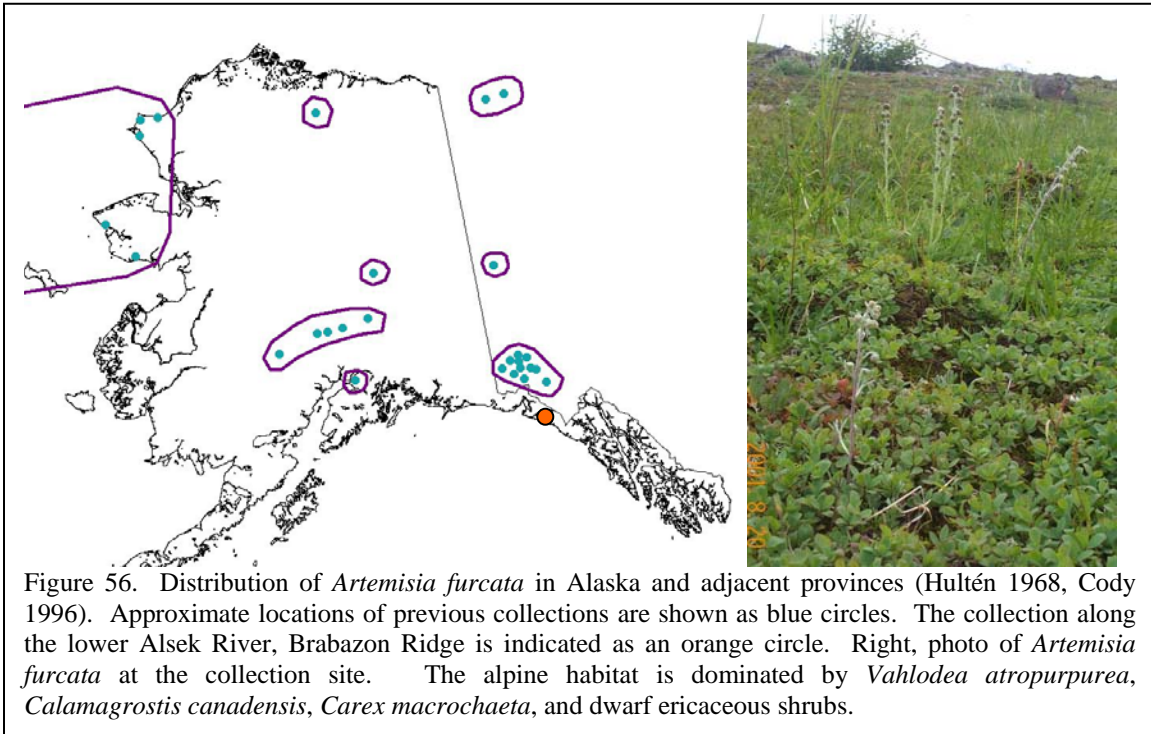 Figure 56. Distribution of Artemisia furcata in Alaska and adjacent provinces (Hultén 1968, Cody
1996). Approximate locations of previous collections are shown as blue circles. The collection along
the lower Alsek River, Brabazon Ridge is indicated as an orange circle. Right, photo of Artemisia
furcata at the collection site. The alpine habitat is dominated by Vahlodea atropurpurea,
Calamagrostis canadensis, Carex macrochaeta, and dwarf ericaceous shrubs.